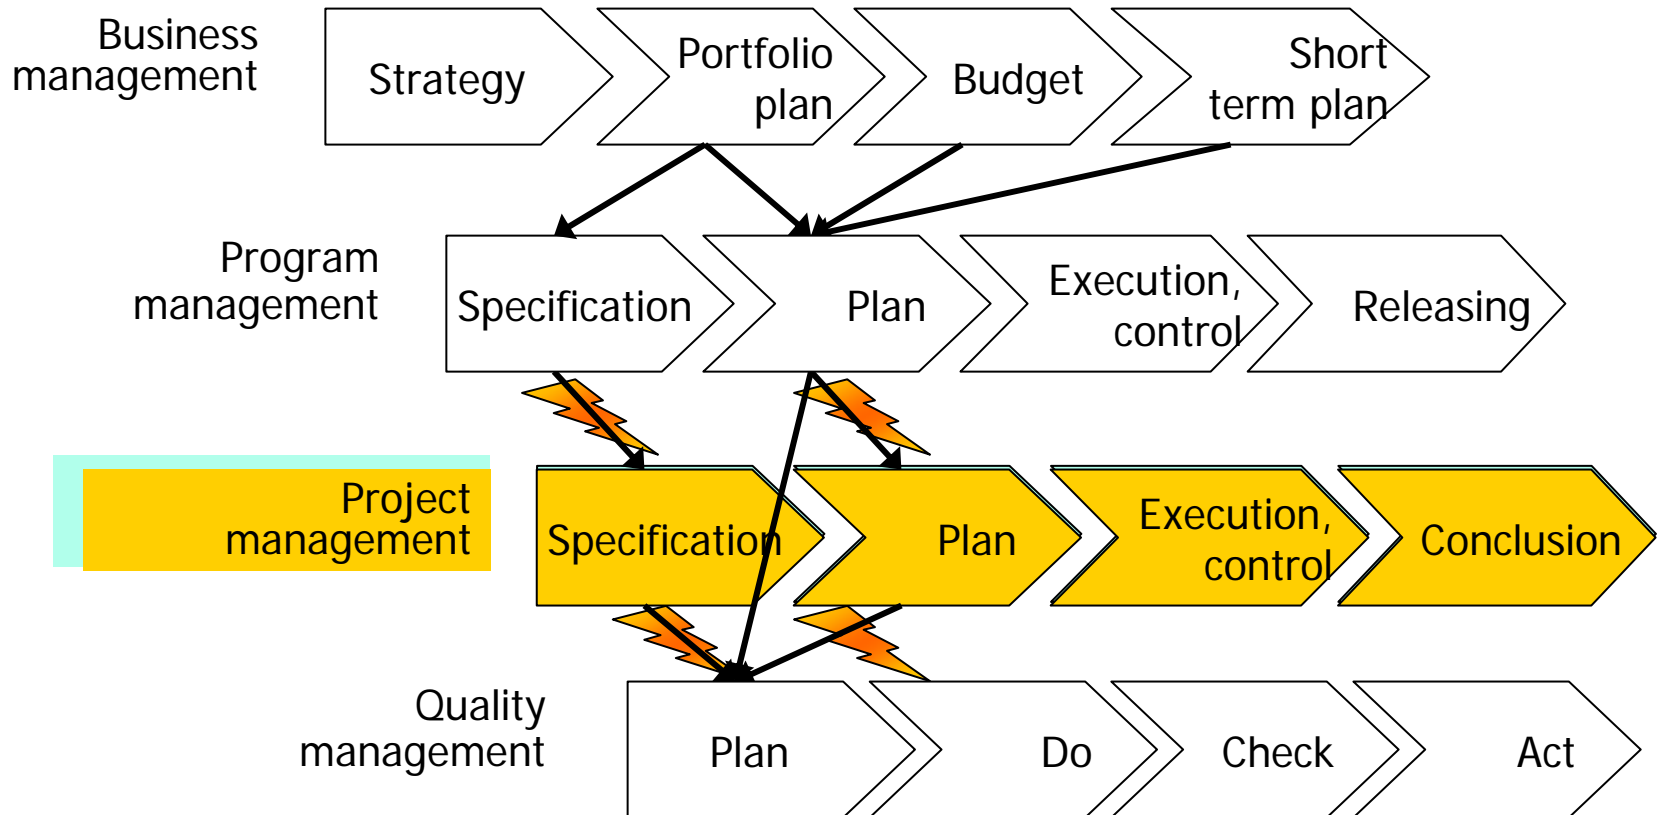 Business
management
Strategy
Portfolio
plan
Budget
Short
term plan
Program
management
Specification
Plan
Execution,
control
Releasing
Project
management
Specification
Plan
Execution,
control
Conclusion
Quality
management
Plan
Do
Check
Act